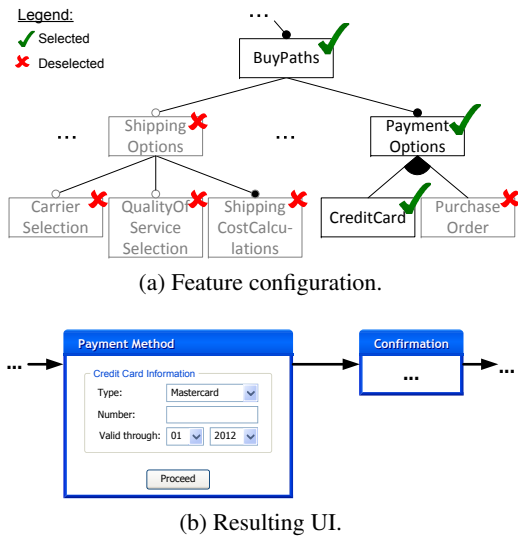 Legend:
Selected
Deselected
...
BuyPaths
...
Shipping
Options
...
Payment
Options
Carrier
Selection
QualityOf
Service
Selection
Shipping
CostCalcu-
lations
CreditCard
Purchase
Order
(a) Feature configuration.
...
Payment Method
Credit Card Information
Type:
Mastercard
Number:
Valid through:
01
2012
Proceed
Confirmation
...
...
(b) Resulting UI.